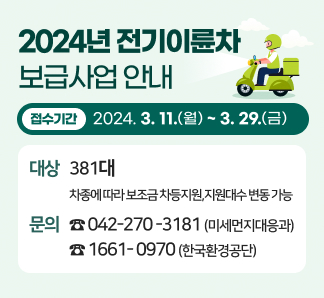 2024년 전기이륜차
보급사업 안내
접수기간 2024. 3. 11.(월) ~ 3. 29.(금)
대상 381대
차종에 따라 보조금 차등지원,지원대수 변동 가능
문의 ☎ 042-270 -3181 (미세먼지대응과)
☎ 1661- 0970 (한국환경공단)